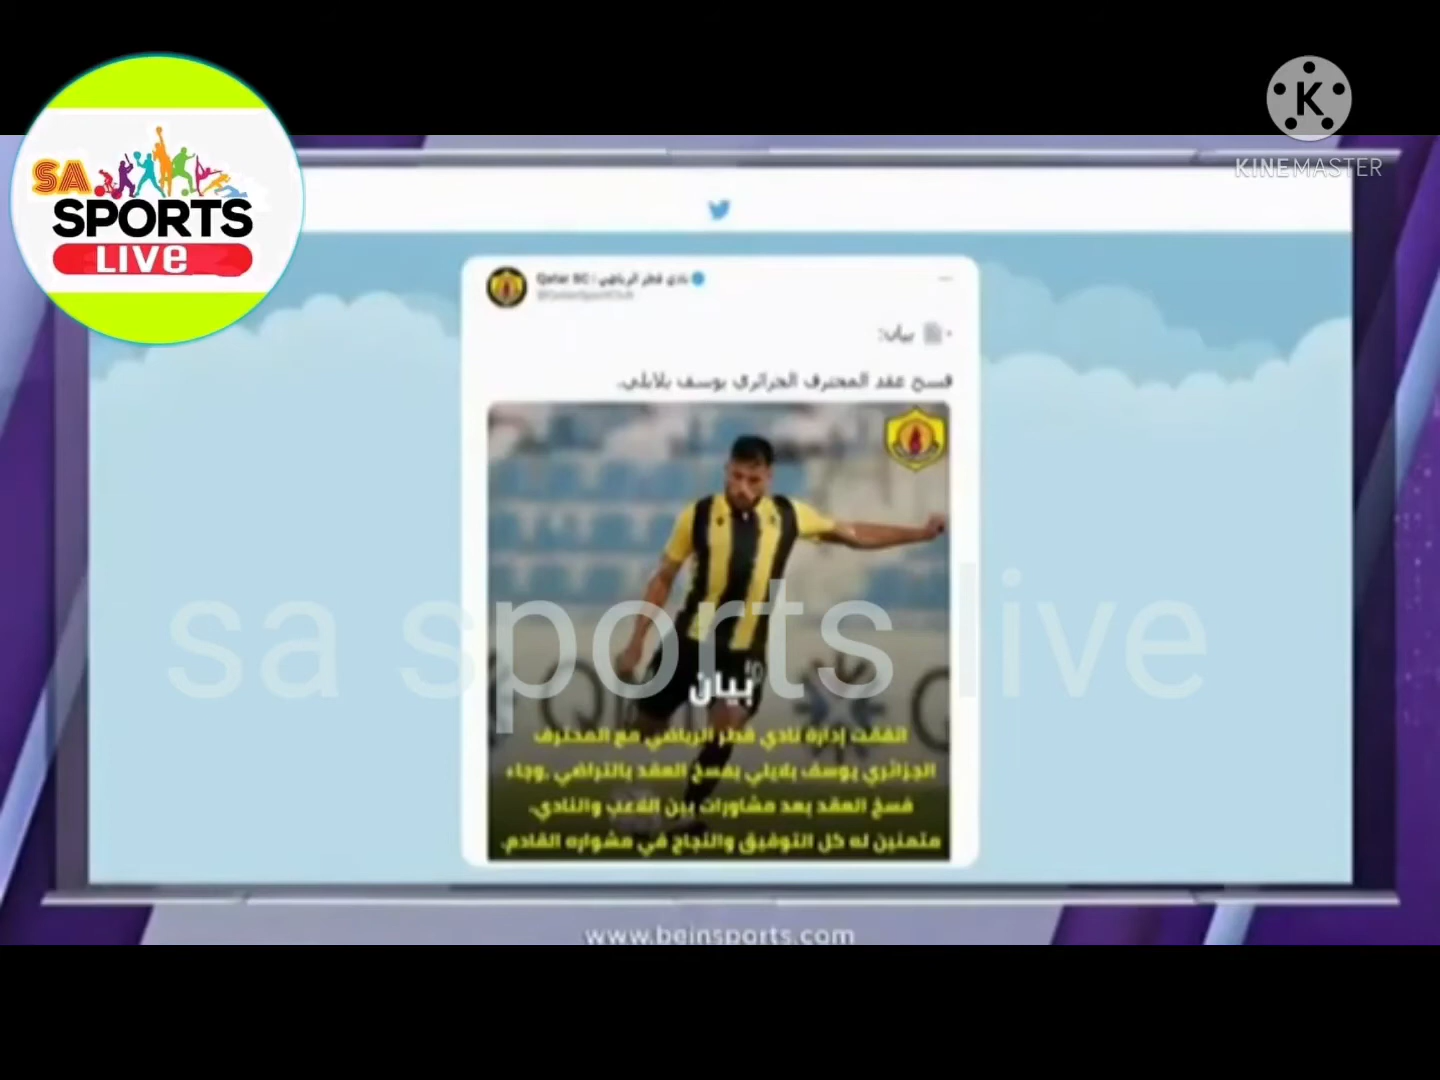 SA
SPORTS
LIVE
K
KINEMASTER
Qatar SC | نادي قطر الرياضي
@QatarSportClub
بيان:
فسخ عقد المحترف الجزائري يوسف بلايلي.
sa sports live
بيان
اتفقت إدارة نادي قطر الرياضي مع المحترف
الجزائري يوسف بلايلي بفسخ العقد بالتراضي ,وجاء
فسخ العقد بعد مشاورات بين اللاعب والنادي.
متمنين له كل التوفيق والنجاح في مشواره القادم.
www.beinsports.com